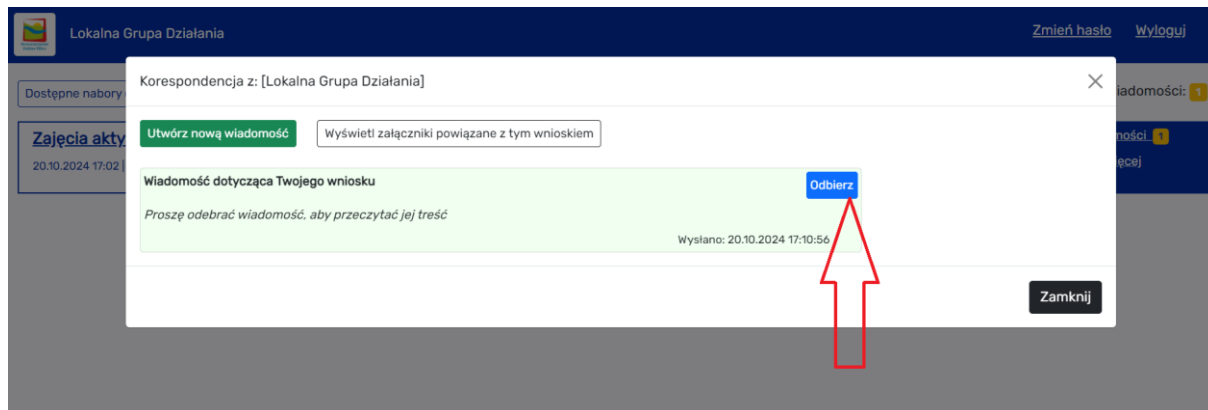 Lokalna Grupa Działania
Zmień hasło Wyloguj
Korespondencja z: [Lokalna Grupa Działania]
Dostępne nabory
iadomości: 1
Utwórz nową wiadomość Wyświetl załączniki powiązane z tym wnioskiem
Zajęcia akty
ności 1
20.10.2024 17:02 |
ęcej
Wiadomość dotycząca Twojego wniosku
Odbierz
Proszę odebrać wiadomość, aby przeczytać jej treść
Wysłano: 20.10.2024 17:10:56
Zamknij